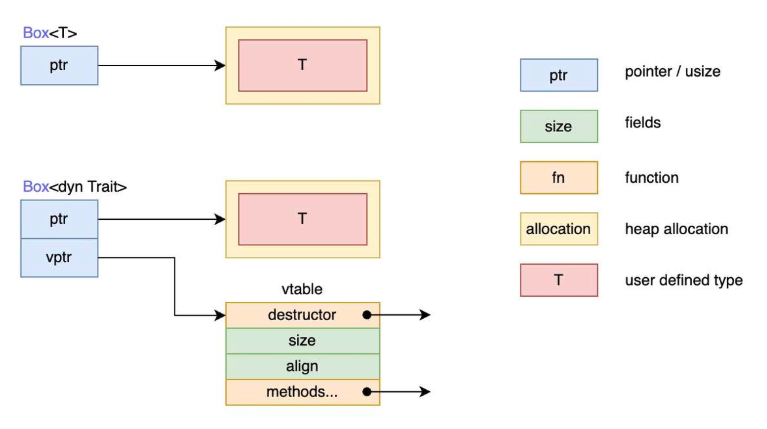 Box<T>
ptr
T
ptr
pointer / usize
size
fields
fn
function
allocation
heap allocation
T
user defined type
Box<dyn Trait>
ptr
vptr
T
vtable
destructor
size
align
methods...